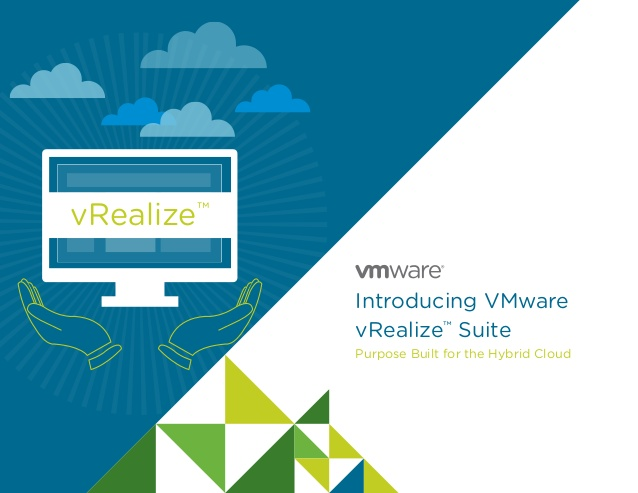 vRealize™
vmware®
Introducing VMware
vRealize™ Suite
Purpose Built for the Hybrid Cloud